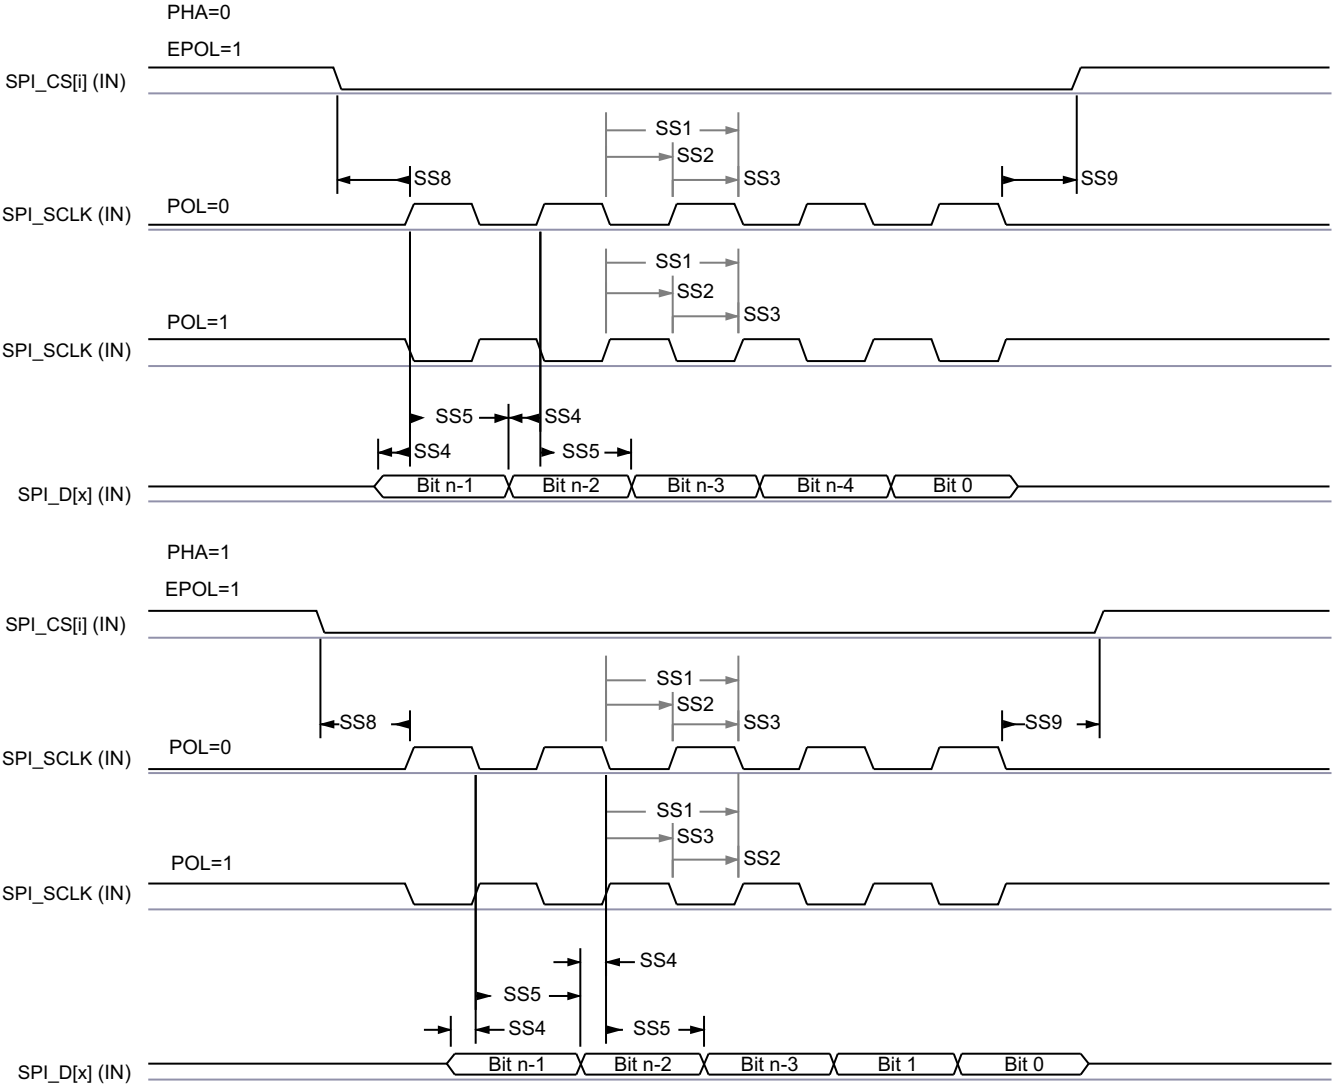 PHA=0
EPOL=1
SPI_CS[i] (IN)
SS1
SS2
SS8 SS3 SS9
POL=0
SPI_SCLK (IN)
SS1
SS2
SS3
POL=1
SPI_SCLK (IN)
SS5 SS4
SS4 SS5
SPI_D[x] (IN) Bit n-1 Bit n-2 Bit n-3 Bit n-4 Bit 0
PHA=1
EPOL=1
SPI_CS[i] (IN)
SS1
SS2
SS8 SS3 SS9
POL=0
SPI_SCLK (IN)
SS1
SS3
SS2
POL=1
SPI_SCLK (IN)
SS4
SS5
SS4 SS5
SPI_D[x] (IN) Bit n-1 Bit n-2 Bit n-3 Bit 1 Bit 0